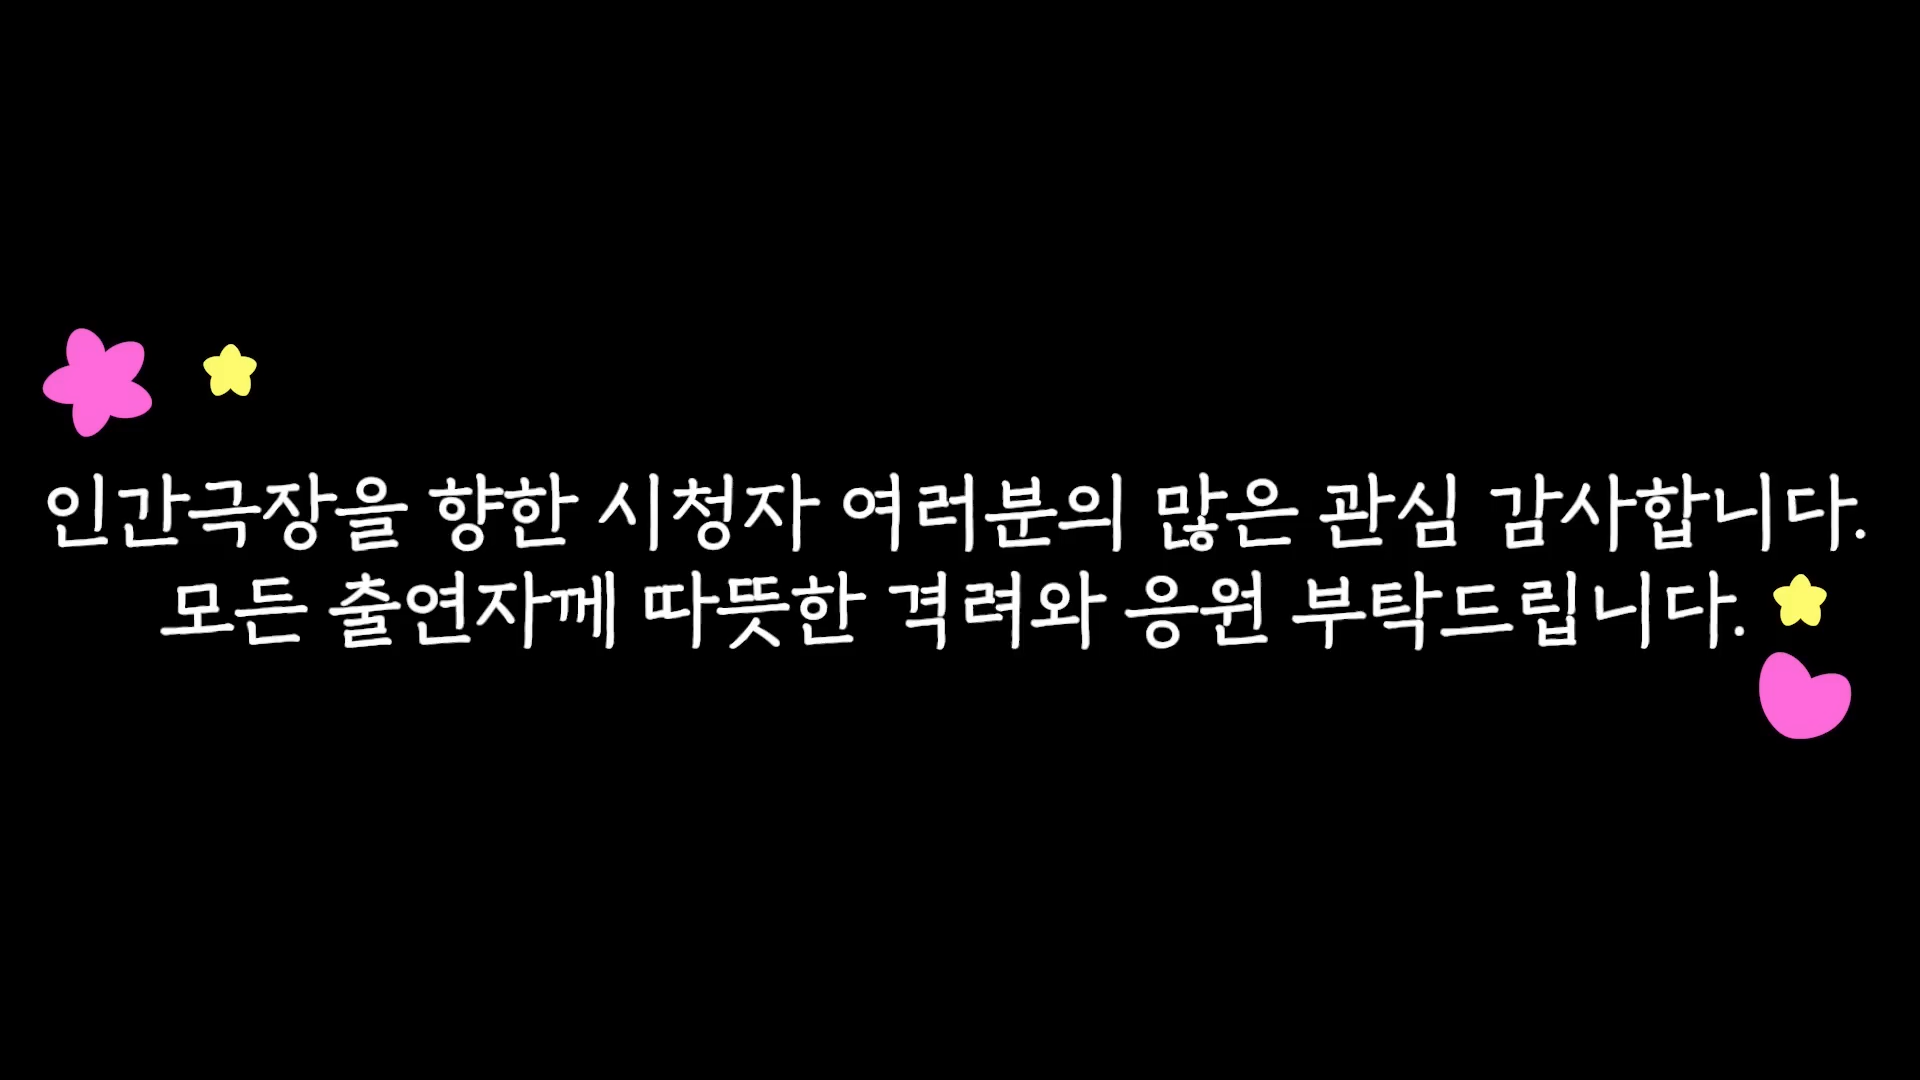 인간극장을 향한 시청자 여러분의 많은 관심 감사합니다.
모든 출연자께 따뜻한 격려와 응원 부탁드립니다.